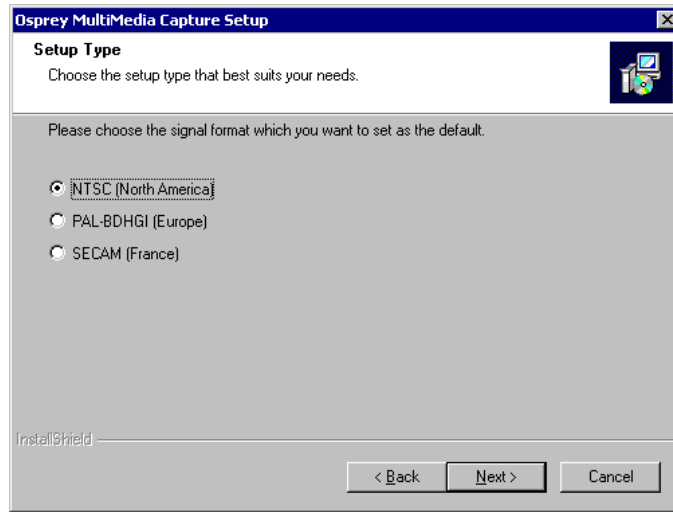 Osprey MultiMedia Capture Setup
Setup Type
Choose the setup type that best suits your needs.
Please choose the signal format which you want to set as the default.
NTSC (North America)
PAL-BDHGI (Europe)
SECAM (France)
InstallShield
< Back Next > Cancel